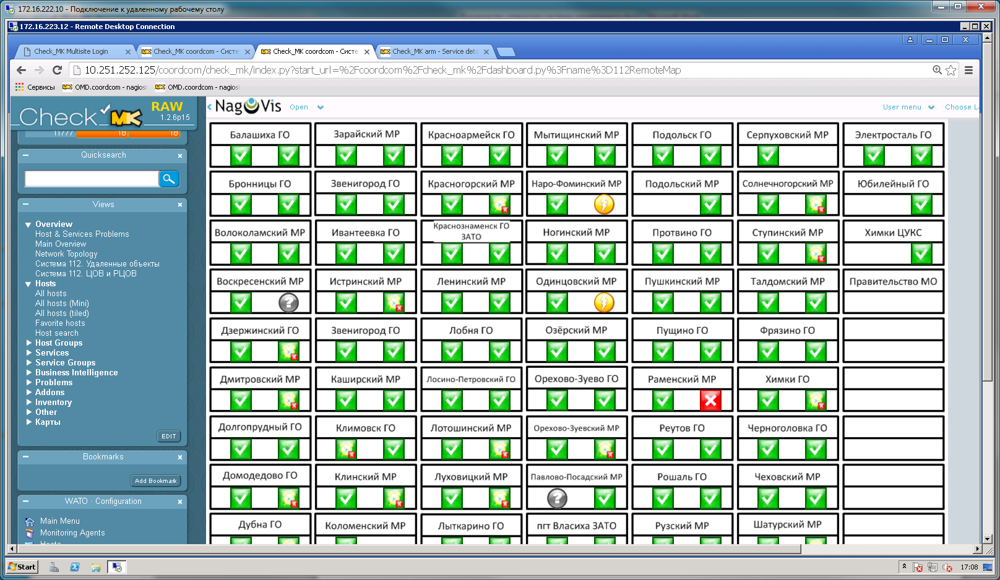 172.16.222.10 - Подключение к удаленному рабочему столу
172.16.223.12 - Remote Desktop Connection
Check_MK Multisite Login
Check_MK coordcom - Систе
Check_MK coordcom - Систе
Check_MK arm - Service deta
10.251.252.125/coordcom/check_mk/index.py?start_url=%2Fcoordcom%2Fcheck_mk%2Fdashboard.py%3Fname%3D112RemoteMap
Сервисы
OMD.coordcom - nagios
OMD.coordcom - nagios
Check MK
RAW
1.2.6p15
11777 18 18
Quicksearch
Views
Overview
Host & Services Problems
Main Overview
Network Topology
Система 112. Удаленные объекты
Система 112. ЦОВ и РЦОВ
Hosts
All hosts
All hosts (Mini)
All hosts (tiled)
Favorite hosts
Host search
Host Groups
Services
Service Groups
Business Intelligence
Problems
Addons
Inventory
Other
Карты
EDIT
Bookmarks
Add Bookmark
WATO · Configuration
Main Menu
Monitoring Agents
Hosts
NagVis
Open
User menu
Choose La
Балашиха ГО Зарайский МР Красноармейск ГО Мытищинский МР Подольск ГО Серпуховский МР Электросталь ГО
Бронницы ГО Звенигород ГО Красногорский МР Наро-Фоминский МР Подольский МР Солнечногорский МР Юбилейный ГО
Волоколамский МР Ивантеевка ГО Краснознаменск ГО ЗАТО Ногинский МР Протвино ГО Ступинский МР Химки ЦУКС
Воскресенский МР Истринский МР Ленинский МР Одинцовский МР Пушкинский МР Талдомский МР Правительство МО
Дзержинский ГО Звенигород ГО Лобня ГО Озёрский МР Пущино ГО Фрязино ГО
Дмитровский МР Каширский МР Лосино-Петровский ГО Орехово-Зуево ГО Раменский МР Химки ГО
Долгопрудный ГО Климовск ГО Лотошинский МР Орехово-Зуевский МР Реутов ГО Черноголовка ГО
Домодедово ГО Клинский МР Луховицкий МР Павлово-Посадский МР Рошаль ГО Чеховский МР
Дубна ГО Коломенский МР Лыткарино ГО пгт Власиха ЗАТО Рузский МР Шатурский МР
Start
17:08